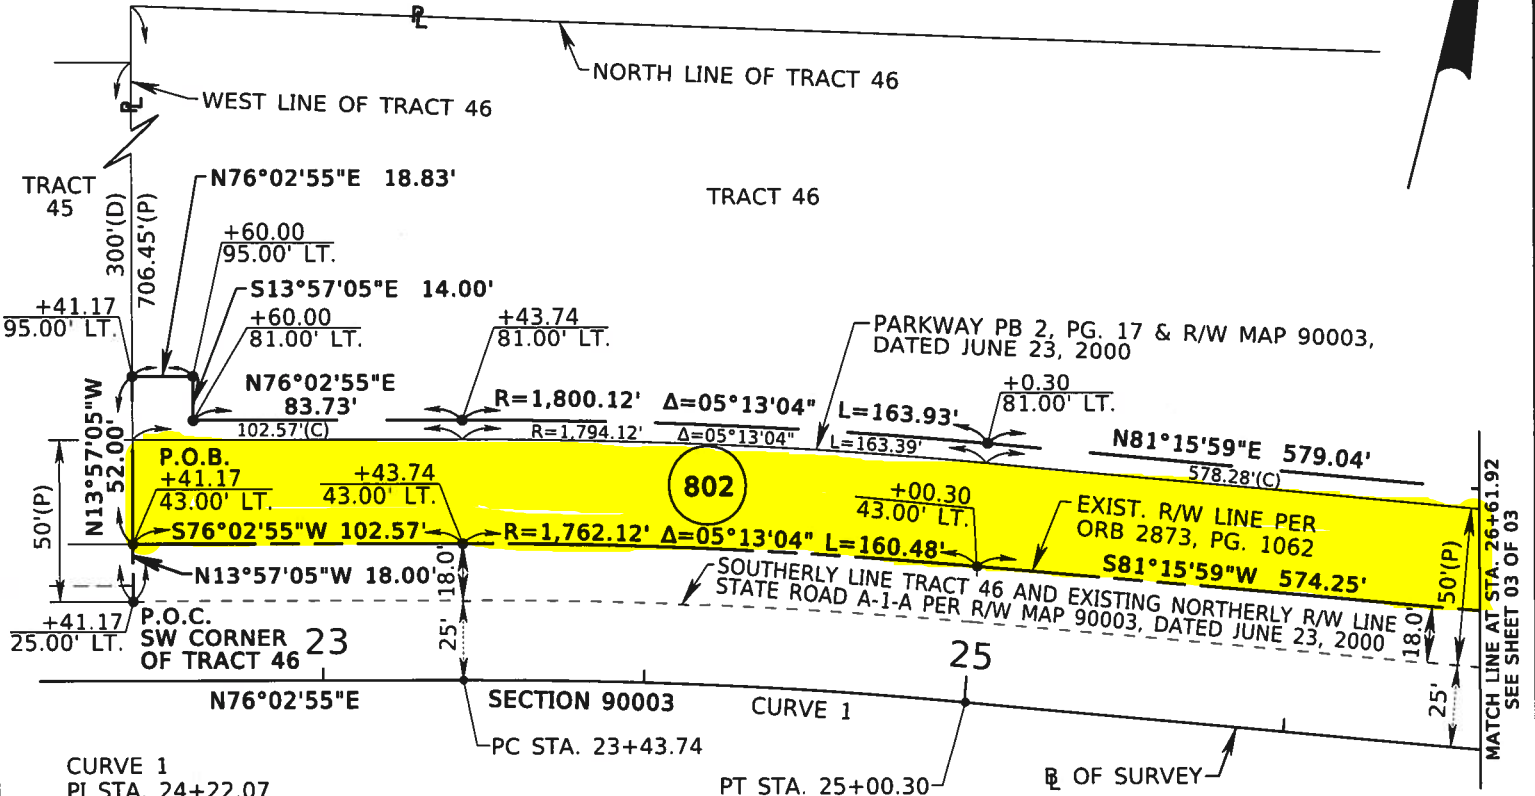 PL
NORTH LINE OF TRACT 46
PL
WEST LINE OF TRACT 46
TRACT
45
N76°02'55"E 18.83'
TRACT 46
300'(D)
706.45'(P)
+60.00
95.00' LT.
S13°57'05"E 14.00'
+41.17
95.00' LT.
+60.00
81.00' LT.
+43.74
81.00' LT.
PARKWAY PB 2, PG. 17 & R/W MAP 90003,
DATED JUNE 23, 2000
+0.30
81.00' LT.
N13°57'05"W
52.00'
N76°02'55"E
83.73'
R=1,800.12' Δ=05°13'04" L=163.93'
102.57'(C)
R=1,794.12' Δ=05°13'04" L=163.39'
N81°15'59"E 579.04'
578.28'(C)
50'(P)
P.O.B.
+41.17
43.00' LT.
+43.74
43.00' LT.
802
+00.30
43.00' LT.
EXIST. R/W LINE PER
ORB 2873, PG. 1062
S76°02'55"W 102.57'
R=1,762.12' Δ=05°13'04" L=160.48'
S81°15'59"W 574.25'
50'(P)
N13°57'05"W 18.00'
18.0'
SOUTHERLY LINE TRACT 46 AND EXISTING NORTHERLY R/W LINE
STATE ROAD A-1-A PER R/W MAP 90003, DATED JUNE 23, 2000
18.0'
+41.17
25.00' LT.
P.O.C.
SW CORNER
OF TRACT 46
23
25'
25
25'
MATCH LINE AT STA. 26+61.92
SEE SHEET 03 OF 03
N76°02'55"E
SECTION 90003
CURVE 1
PC STA. 23+43.74
PT STA. 25+00.30
BL OF SURVEY
CURVE 1
PI STA. 24+22.07